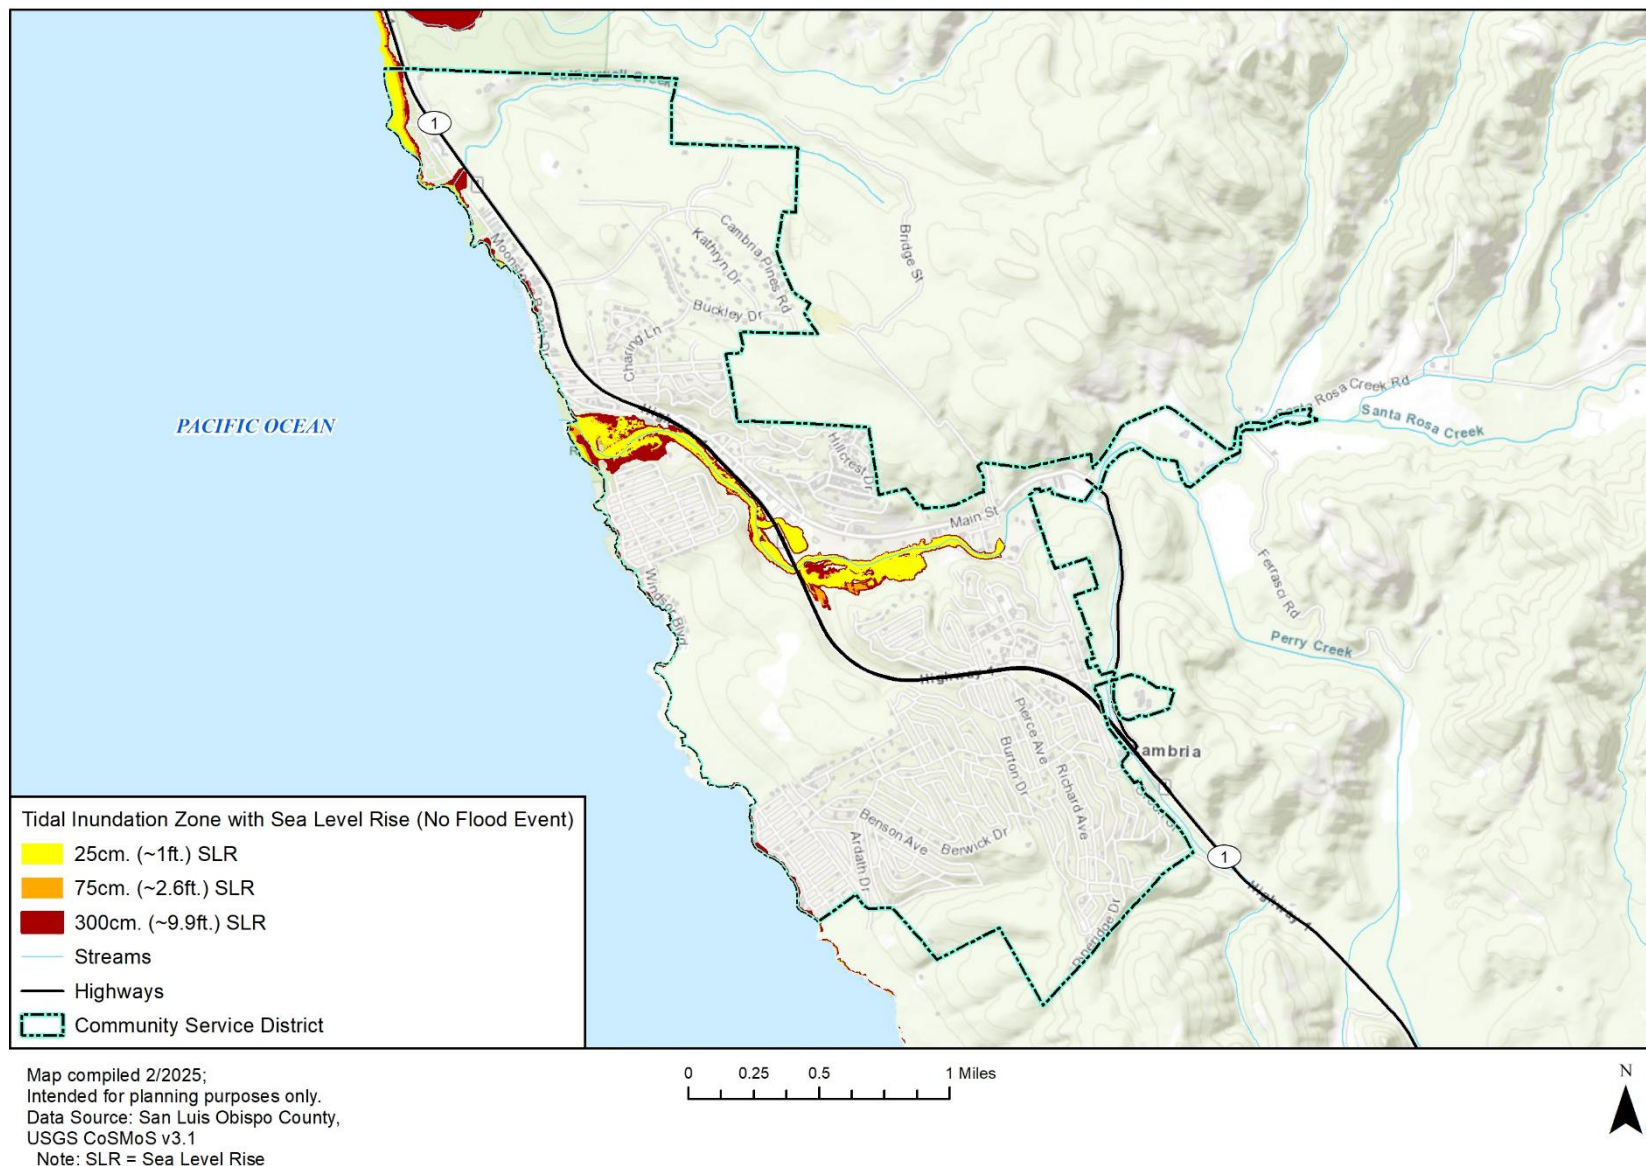 Leffingwell Creek
1
Moonstone Beach Dr
Cambria Pines Rd
Kathryn Dr
Bridge St
Buckley Dr
Charing Ln
PACIFIC OCEAN
Hillcrest Dr
Santa Rosa Creek Rd
Santa Rosa Creek
Main St
Windsor Blvd
Ferrasci Rd
Perry Creek
Highway 1
Pierce Ave
Burton Dr
Richard Ave
Cambria
Benson Ave
Berwick Dr
Ardath Dr
1
Highway 1
Pineridge Dr
Tidal Inundation Zone with Sea Level Rise (No Flood Event)
25cm. (~1ft.) SLR
75cm. (~2.6ft.) SLR
300cm. (~9.9ft.) SLR
Streams
Highways
Community Service District
Map compiled 2/2025;
Intended for planning purposes only.
Data Source: San Luis Obispo County,
USGS CoSMoS v3.1
Note: SLR = Sea Level Rise
0 0.25 0.5 1 Miles
N